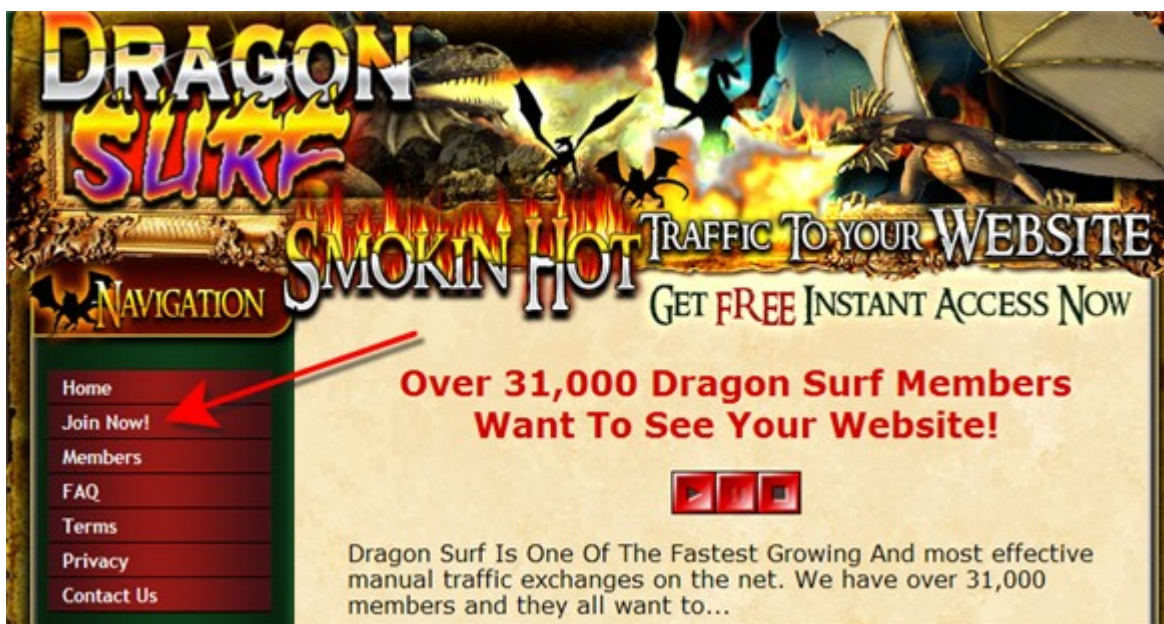 DRAGON
SURF
SMOKIN HOT TRAFFIC TO YOUR WEBSITE
GET FREE INSTANT ACCESS NOW
NAVIGATION
Home
Join Now!
Members
FAQ
Terms
Privacy
Contact Us
Over 31,000 Dragon Surf Members
Want To See Your Website!
Dragon Surf Is One Of The Fastest Growing And most effective
manual traffic exchanges on the net. We have over 31,000
members and they all want to...